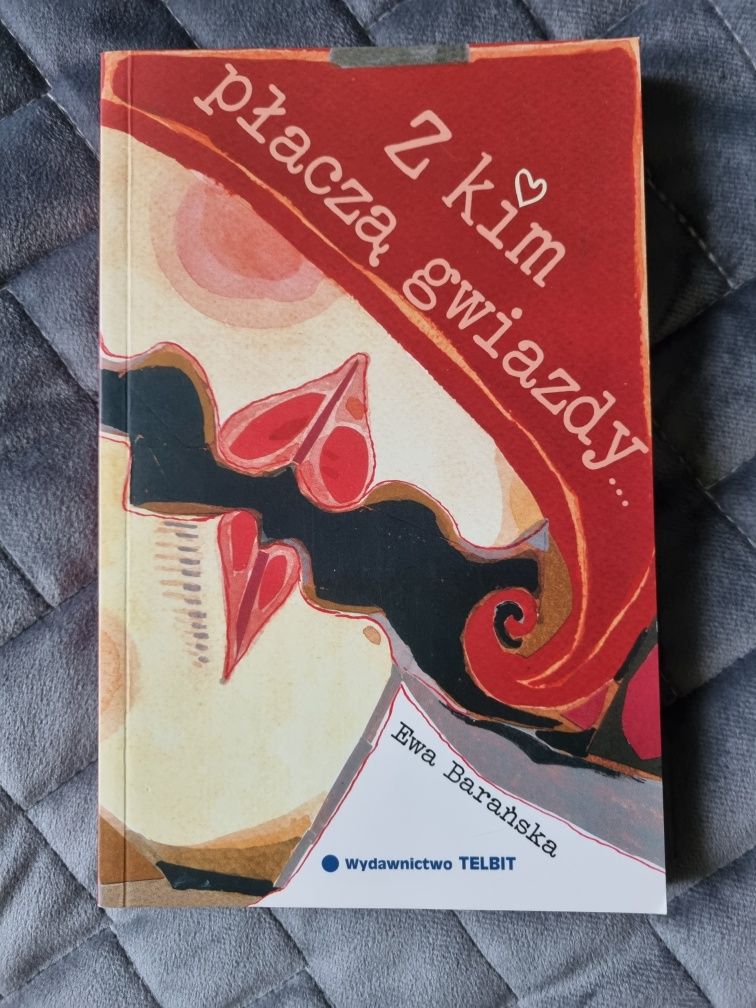 Z kim
płaczą gwiazdy...
Ewa Barańska
Wydawnictwo TELBIT